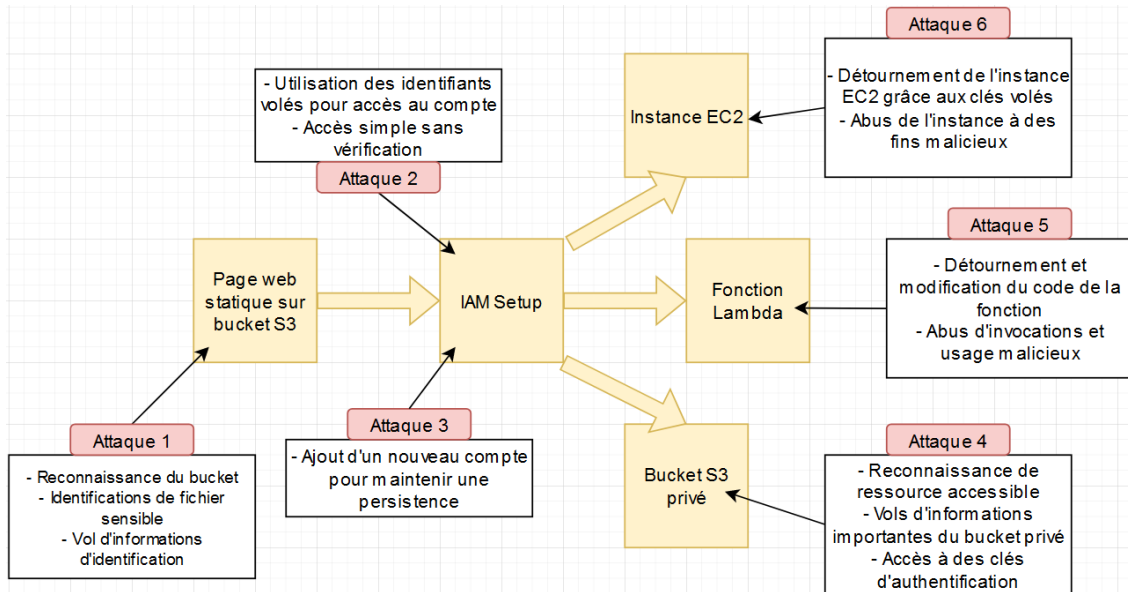 Attaque 6
- Détournement de l'instance
EC2 grâce aux clés volés
- Abus de l'instance à des
fins malicieux
- Utilisation des identifiants
volés pour accès au compte
- Accès simple sans
vérification
Attaque 2
Instance EC2
Attaque 5
- Détournement et
modification du code de la
fonction
- Abus d'invocations et
usage malicieux
Page web
statique sur
bucket S3
IAM Setup
Fonction
Lambda
Attaque 1
- Reconnaissance du bucket
- Identifications de fichier
sensible
- Vol d'informations
d'identification
Attaque 3
- Ajout d'un nouveau compte
pour maintenir une
persistence
Bucket S3
privé
Attaque 4
- Reconnaissance de
ressource accessible
- Vols d'informations
importantes du bucket privé
- Accès à des clés
d'authentification